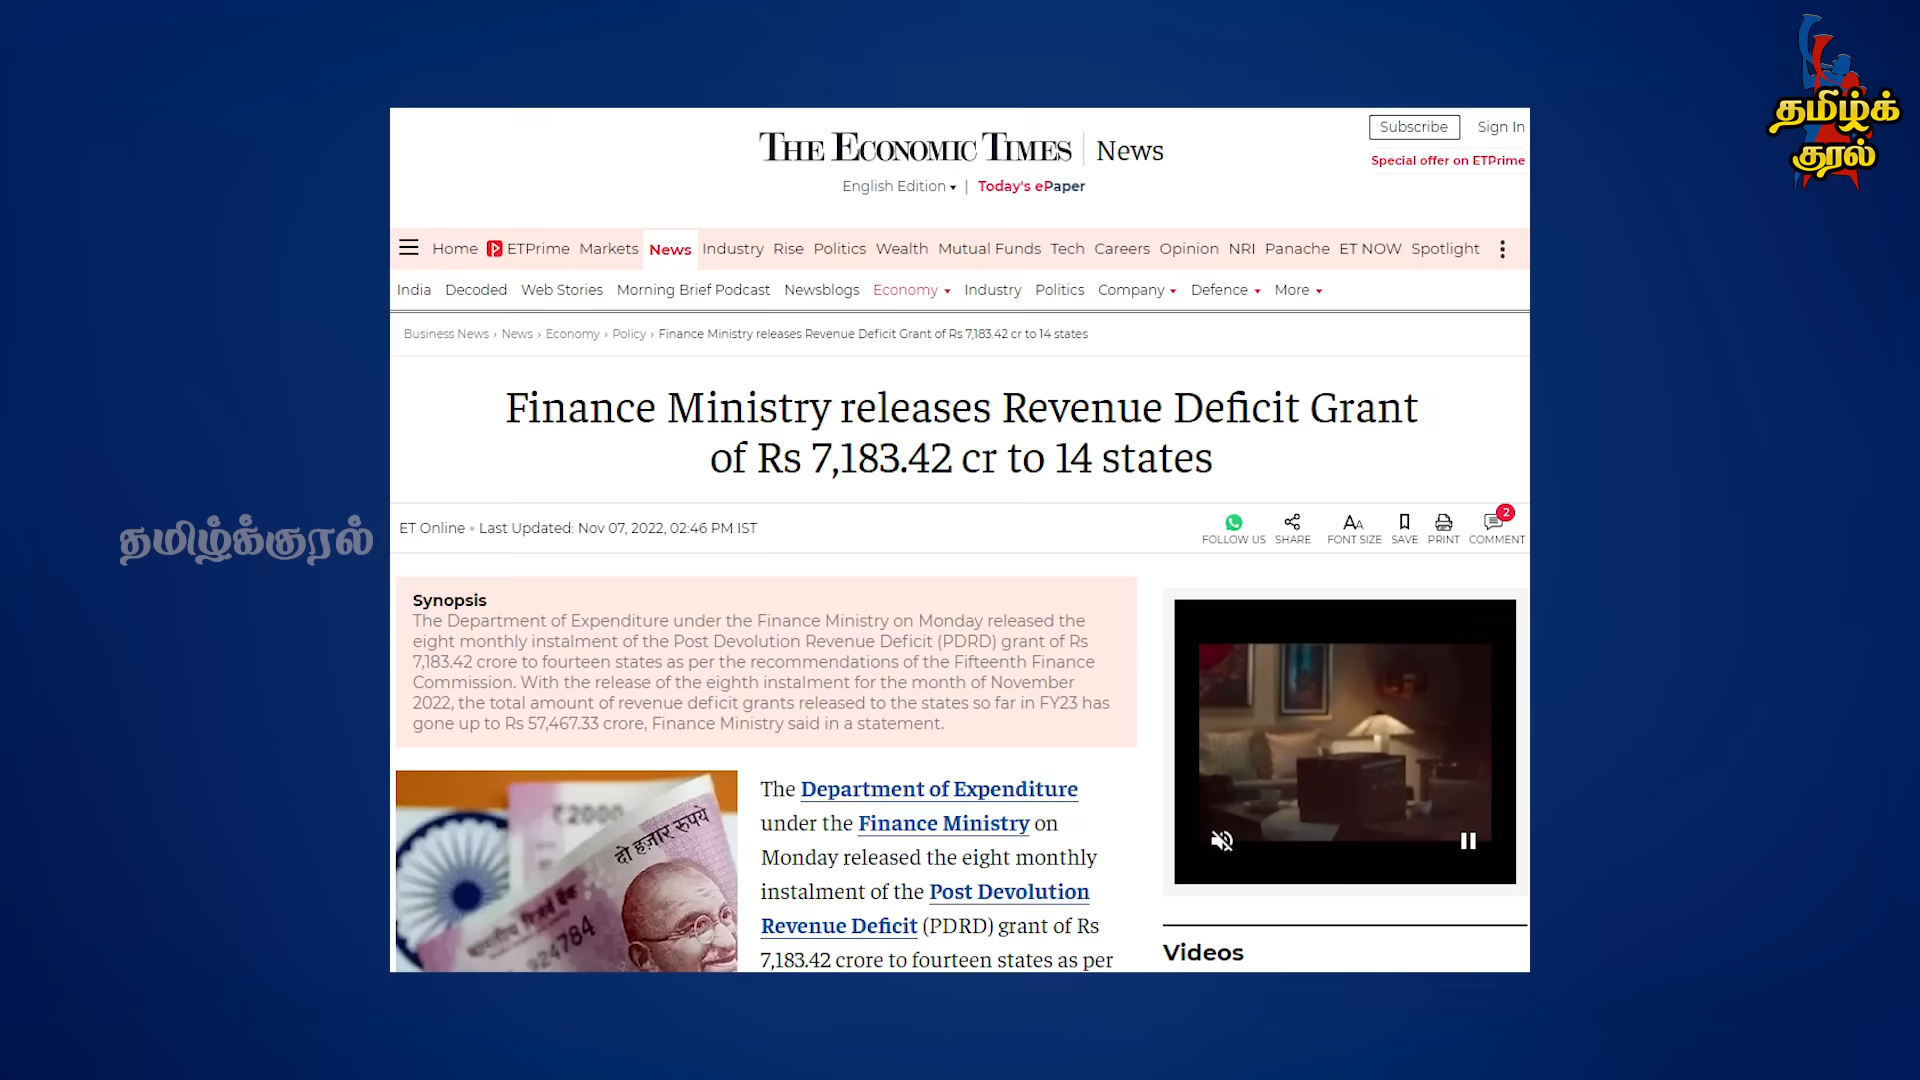 தமிழ்க்
குரல்
Subscribe Sign In
THE ECONOMIC TIMES News
Special offer on ETPrime
English Edition | Today's ePaper
Home ETPrime Markets News Industry Rise Politics Wealth Mutual Funds Tech Careers Opinion NRI Panache ET NOW Spotlight
India Decoded Web Stories Morning Brief Podcast Newsblogs Economy Industry Politics Company Defence More
Business News › News › Economy › Policy › Finance Ministry releases Revenue Deficit Grant of Rs 7,183.42 cr to 14 states
Finance Ministry releases Revenue Deficit Grant
of Rs 7,183.42 cr to 14 states
ET Online • Last Updated: Nov 07, 2022, 02:46 PM IST
2
FOLLOW US SHARE FONT SIZE SAVE PRINT COMMENT
தமிழ்க்குரல்
Synopsis
The Department of Expenditure under the Finance Ministry on Monday released the
eight monthly instalment of the Post Devolution Revenue Deficit (PDRD) grant of Rs
7,183.42 crore to fourteen states as per the recommendations of the Fifteenth Finance
Commission. With the release of the eighth instalment for the month of November
2022, the total amount of revenue deficit grants released to the states so far in FY23 has
gone up to Rs 57,467.33 crore, Finance Ministry said in a statement.
₹2000
दो हज़ार रुपये
924784
The Department of Expenditure
under the Finance Ministry on
Monday released the eight monthly
instalment of the Post Devolution
Revenue Deficit (PDRD) grant of Rs
7,183.42 crore to fourteen states as per
Videos